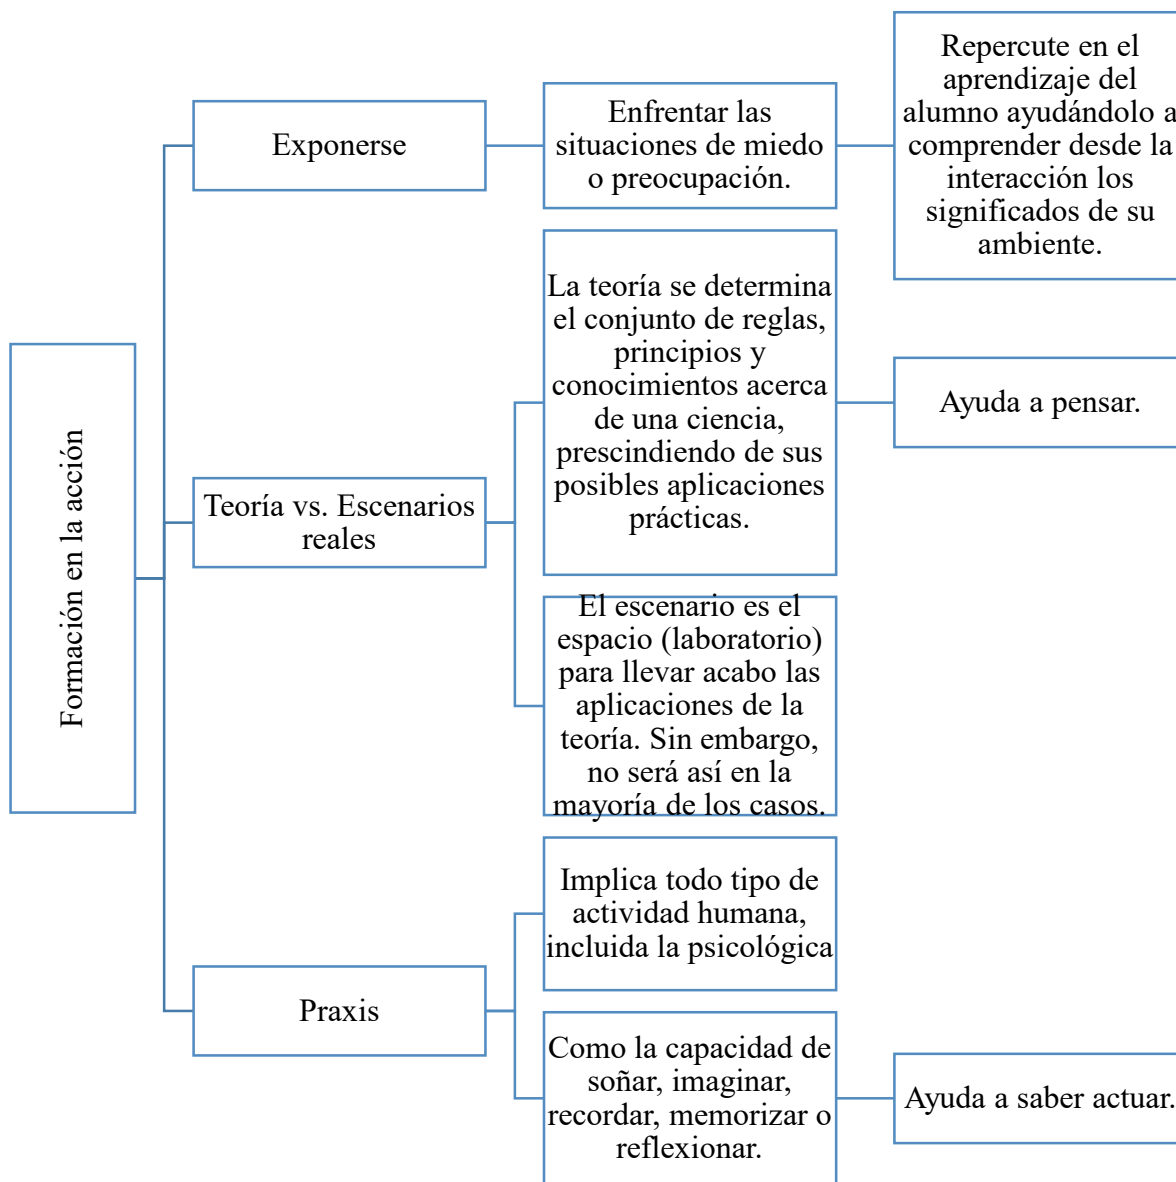 Formación en la acción
Exponerse
Enfrentar las
situaciones de miedo
o preocupación.
Repercute en el
aprendizaje del
alumno ayudándolo a
comprender desde la
interacción los
significados de su
ambiente.
Teoría vs. Escenarios
reales
La teoría se determina
el conjunto de reglas,
principios y
conocimientos acerca
de una ciencia,
prescindiendo de sus
posibles aplicaciones
prácticas.
Ayuda a pensar.
El escenario es el
espacio (laboratorio)
para llevar acabo las
aplicaciones de la
teoría. Sin embargo,
no será así en la
mayoría de los casos.
Praxis
Implica todo tipo de
actividad humana,
incluida la psicológica
Como la capacidad de
soñar, imaginar,
recordar, memorizar o
reflexionar.
Ayuda a saber actuar.